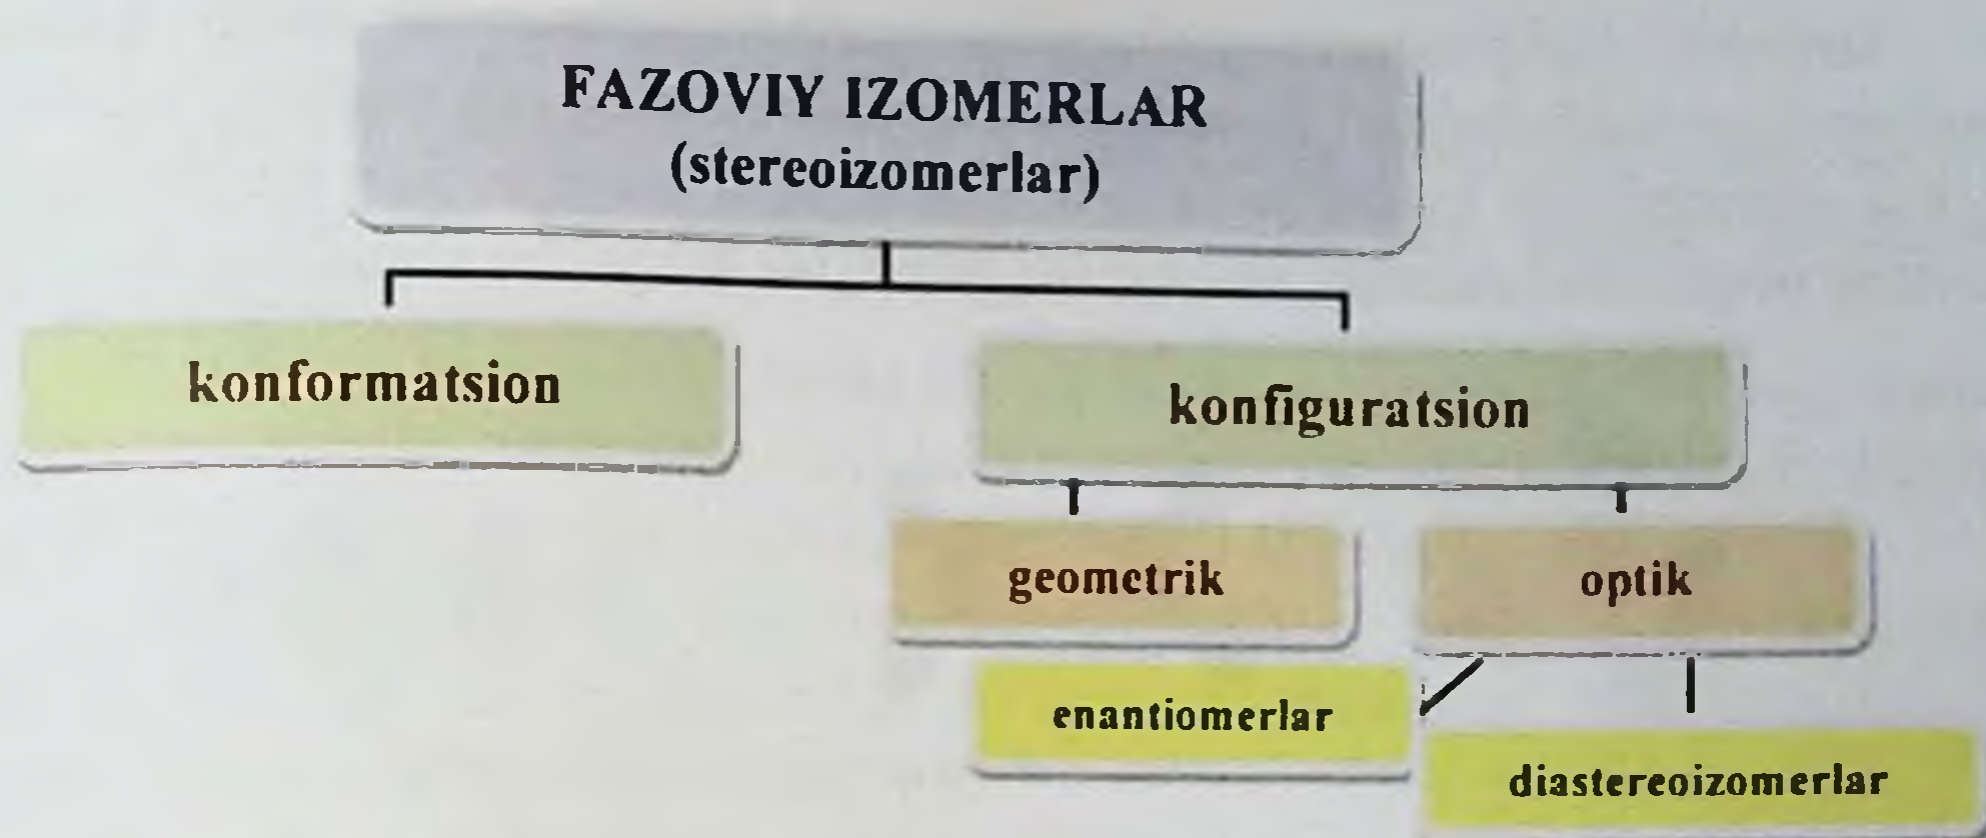 FAZOVIY IZOMERLAR
(stereoizomerlar)
konformatsion
konfiguratsion
geometrik
optik
enantiomerlar
diastereoizomerlar